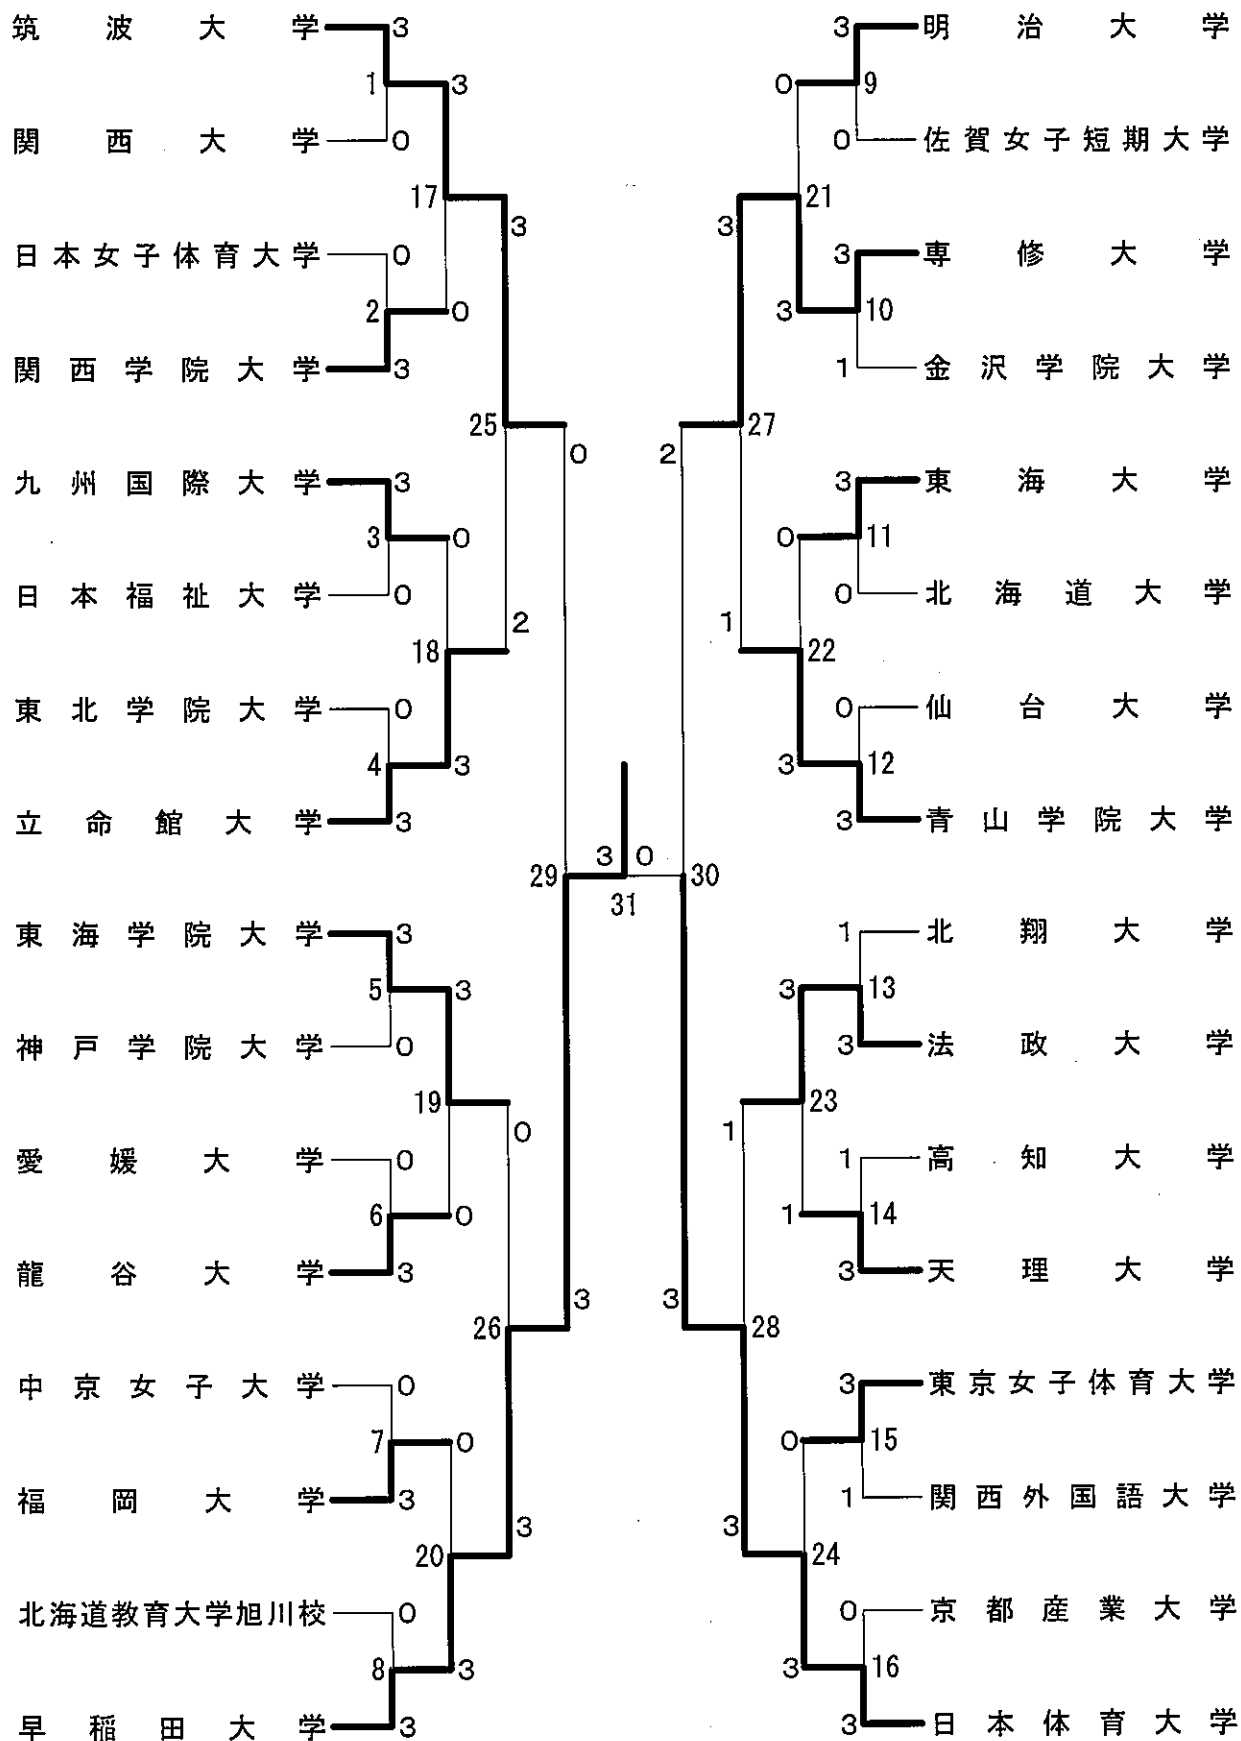 筑波大学 3 3 明治大学
1 3 0 9
関西大学 0 0 佐賀女子短期大学
17 3 3 21
日本女子体育大学 0 3 専修大学
2 0 3 10
関西学院大学 3 1 金沢学院大学
25 0 2 27
九州国際大学 3 3 東海大学
3 0 0 11
日本福祉大学 0 0 北海道大学
18 2 1 22
東北学院大学 0 0 仙台大学
4 3 3 12
立命館大学 3 3 青山学院大学
29 3 0 30
31
東海学院大学 3 1 北翔大学
5 3 3 13
神戸学院大学 0 3 法政大学
19 0 1 23
愛媛大学 0 1 高知大学
6 0 1 14
龍谷大学 3 3 天理大学
26 3 3 28
中京女子大学 0 3 東京女子体育大学
7 0 0 15
福岡大学 3 1 関西外国語大学
20 3 3 24
北海道教育大学旭川校 0 0 京都産業大学
8 3 3 16
早稲田大学 3 3 日本体育大学